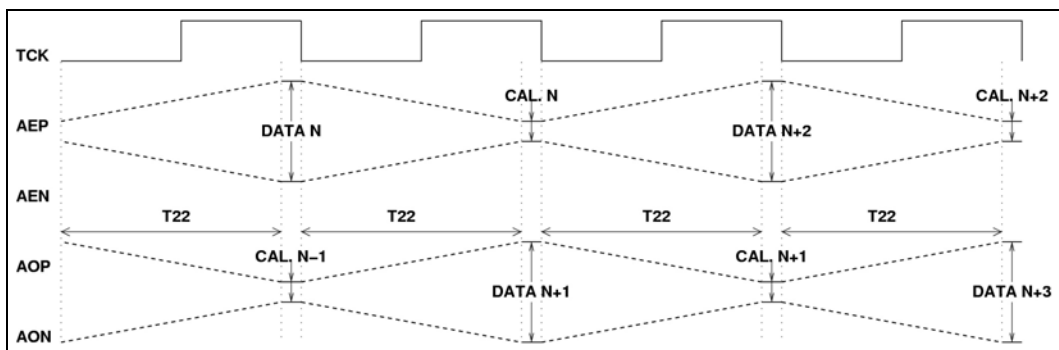 TCK
CAL. N
CAL. N+2
AEP
DATA N
DATA N+2
AEN
T22
T22
T22
T22
AOP
CAL. N−1
CAL. N+1
DATA N+1
DATA N+3
AON